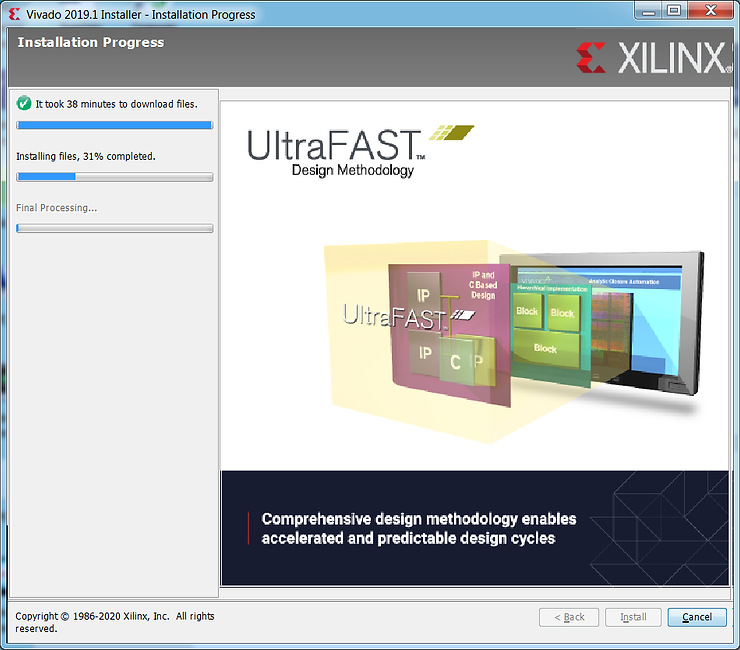 Vivado 2019.1 Installer - Installation Progress
Installation Progress
XILINX
It took 38 minutes to download files.
Installing files, 31% completed.
Final Processing...
UltraFAST™
Design Methodology
IP and
C Based
Design
IP
UltraFAST
IP
C
P
Hierarchical Implementation
Block
Block
Block
Analysis Closure Automation
Comprehensive design methodology enables
accelerated and predictable design cycles
Copyright © 1986-2020 Xilinx, Inc. All rights
reserved.
< Back
Install
Cancel